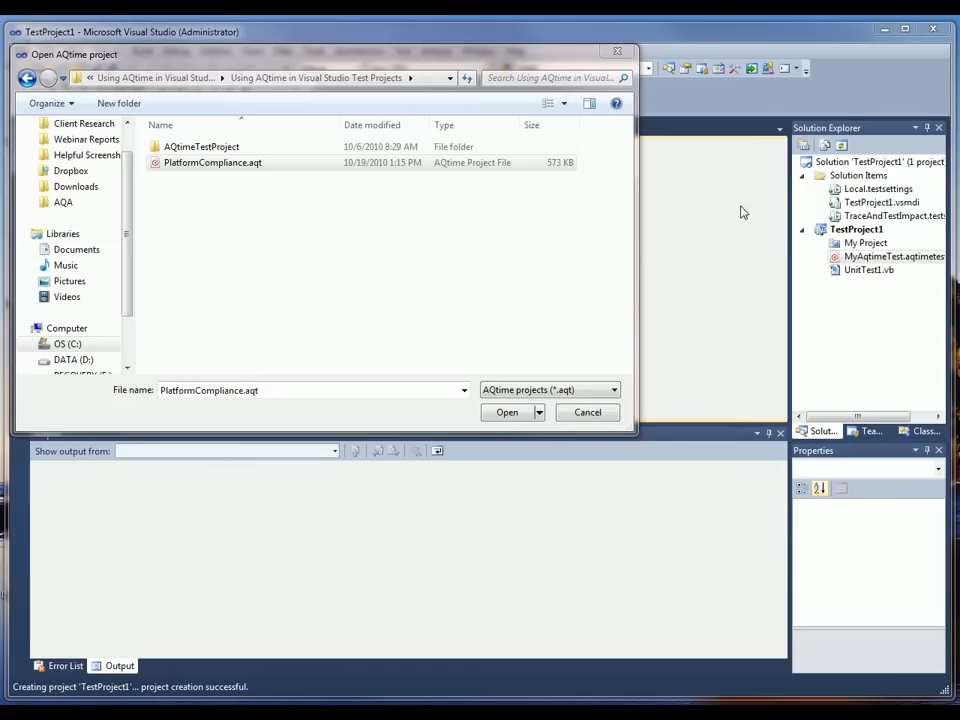 TestProject1 - Microsoft Visual Studio (Administrator)
Open AQtime project
« Using AQtime in Visual Stud... Using AQtime in Visual Studio Test Projects
Search Using AQtime in Visual...
Organize New folder
Name Date modified Type Size
Client Research
Webinar Reports
Helpful Screensh
Dropbox
Downloads
AQA
Libraries
Documents
Music
Pictures
Videos
Computer
OS (C:)
DATA (D:)
AQtimeTestProject 10/6/2010 8:29 AM File folder
PlatformCompliance.aqt 10/19/2010 1:15 PM AQtime Project File 573 KB
File name: PlatformCompliance.aqt
AQtime projects (*.aqt)
Open Cancel
Solution Explorer
Solution 'TestProject1' (1 project
Solution Items
Local.testsettings
TestProject1.vsmdi
TraceAndTestImpact.tests
TestProject1
My Project
MyAqtimeTest.aqtimetes
UnitTest1.vb
Solut... Tea... Class...
Properties
Show output from:
Error List Output
Creating project 'TestProject1'... project creation successful.